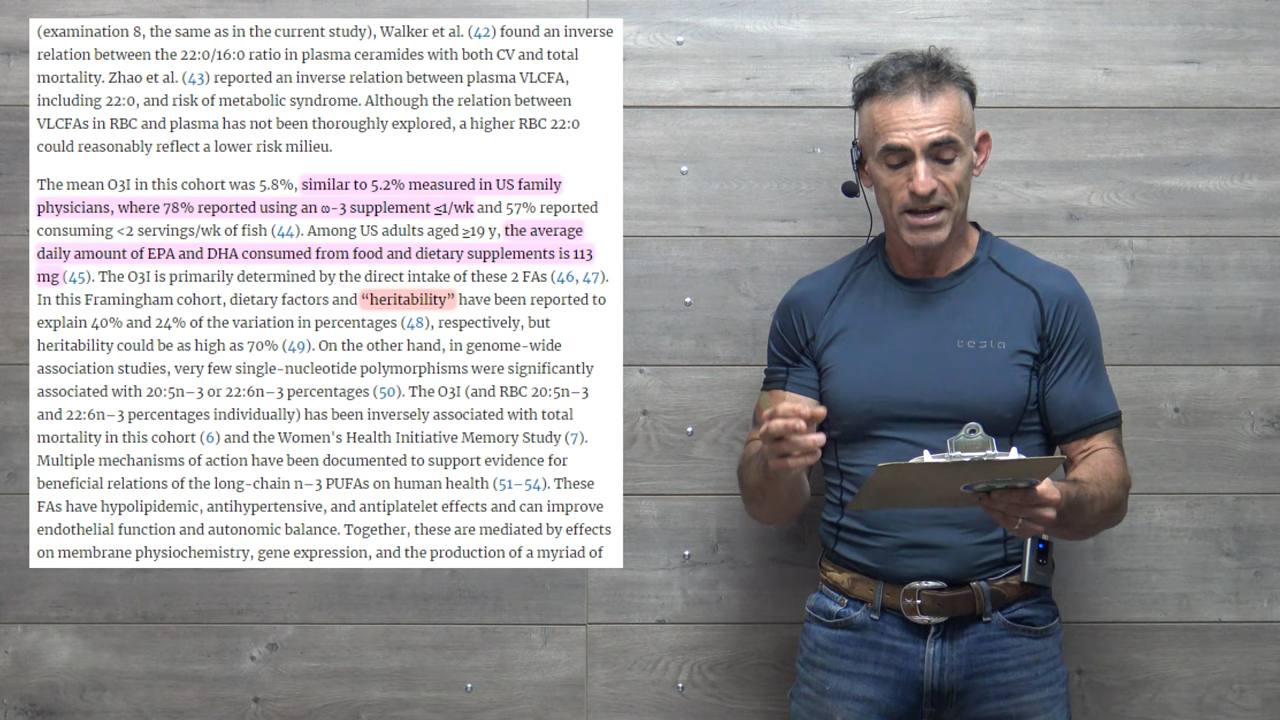 (examination 8, the same as in the current study), Walker et al. (42) found an inverse
relation between the 22:0/16:0 ratio in plasma ceramides with both CV and total
mortality. Zhao et al. (43) reported an inverse relation between plasma VLCFA,
including 22:0, and risk of metabolic syndrome. Although the relation between
VLCFAs in RBC and plasma has not been thoroughly explored, a higher RBC 22:0
could reasonably reflect a lower risk milieu.
The mean O3I in this cohort was 5.8%, similar to 5.2% measured in US family
physicians, where 78% reported using an ω-3 supplement ≤1/wk and 57% reported
consuming <2 servings/wk of fish (44). Among US adults aged ≥19 y, the average
daily amount of EPA and DHA consumed from food and dietary supplements is 113
mg (45). The O3I is primarily determined by the direct intake of these 2 FAs (46, 47).
In this Framingham cohort, dietary factors and “heritability” have been reported to
explain 40% and 24% of the variation in percentages (48), respectively, but
heritability could be as high as 70% (49). On the other hand, in genome-wide
association studies, very few single-nucleotide polymorphisms were significantly
associated with 20:5n–3 or 22:6n–3 percentages (50). The O3I (and RBC 20:5n–3
and 22:6n–3 percentages individually) has been inversely associated with total
mortality in this cohort (6) and the Women's Health Initiative Memory Study (7).
Multiple mechanisms of action have been documented to support evidence for
beneficial relations of the long-chain n–3 PUFAs on human health (51–54). These
FAs have hypolipidemic, antihypertensive, and antiplatelet effects and can improve
endothelial function and autonomic balance. Together, these are mediated by effects
on membrane physiochemistry, gene expression, and the production of a myriad of
tesla